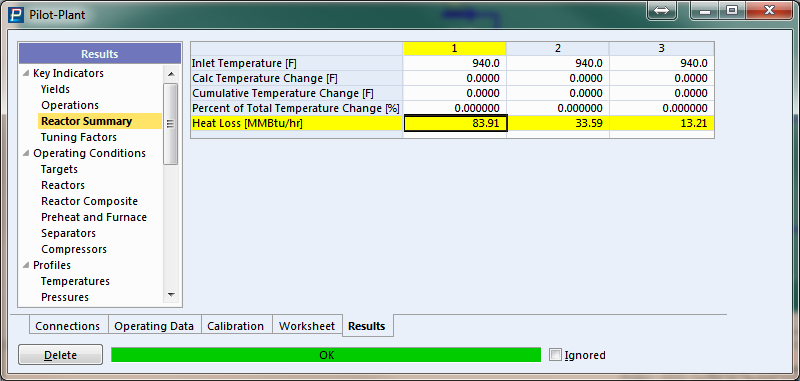 Pilot-Plant
Results
Key Indicators
Yields
Operations
Reactor Summary
Tuning Factors
Operating Conditions
Targets
Reactors
Reactor Composite
Preheat and Furnace
Separators
Compressors
Profiles
Temperatures
Pressures
1 2 3
Inlet Temperature [F] 940.0 940.0 940.0
Calc Temperature Change [F] 0.0000 0.0000 0.0000
Cumulative Temperature Change [F] 0.0000 0.0000 0.0000
Percent of Total Temperature Change [%] 0.000000 0.000000 0.000000
Heat Loss [MMBtu/hr] 83.91 33.59 13.21
Connections Operating Data Calibration Worksheet Results
Delete OK Ignored